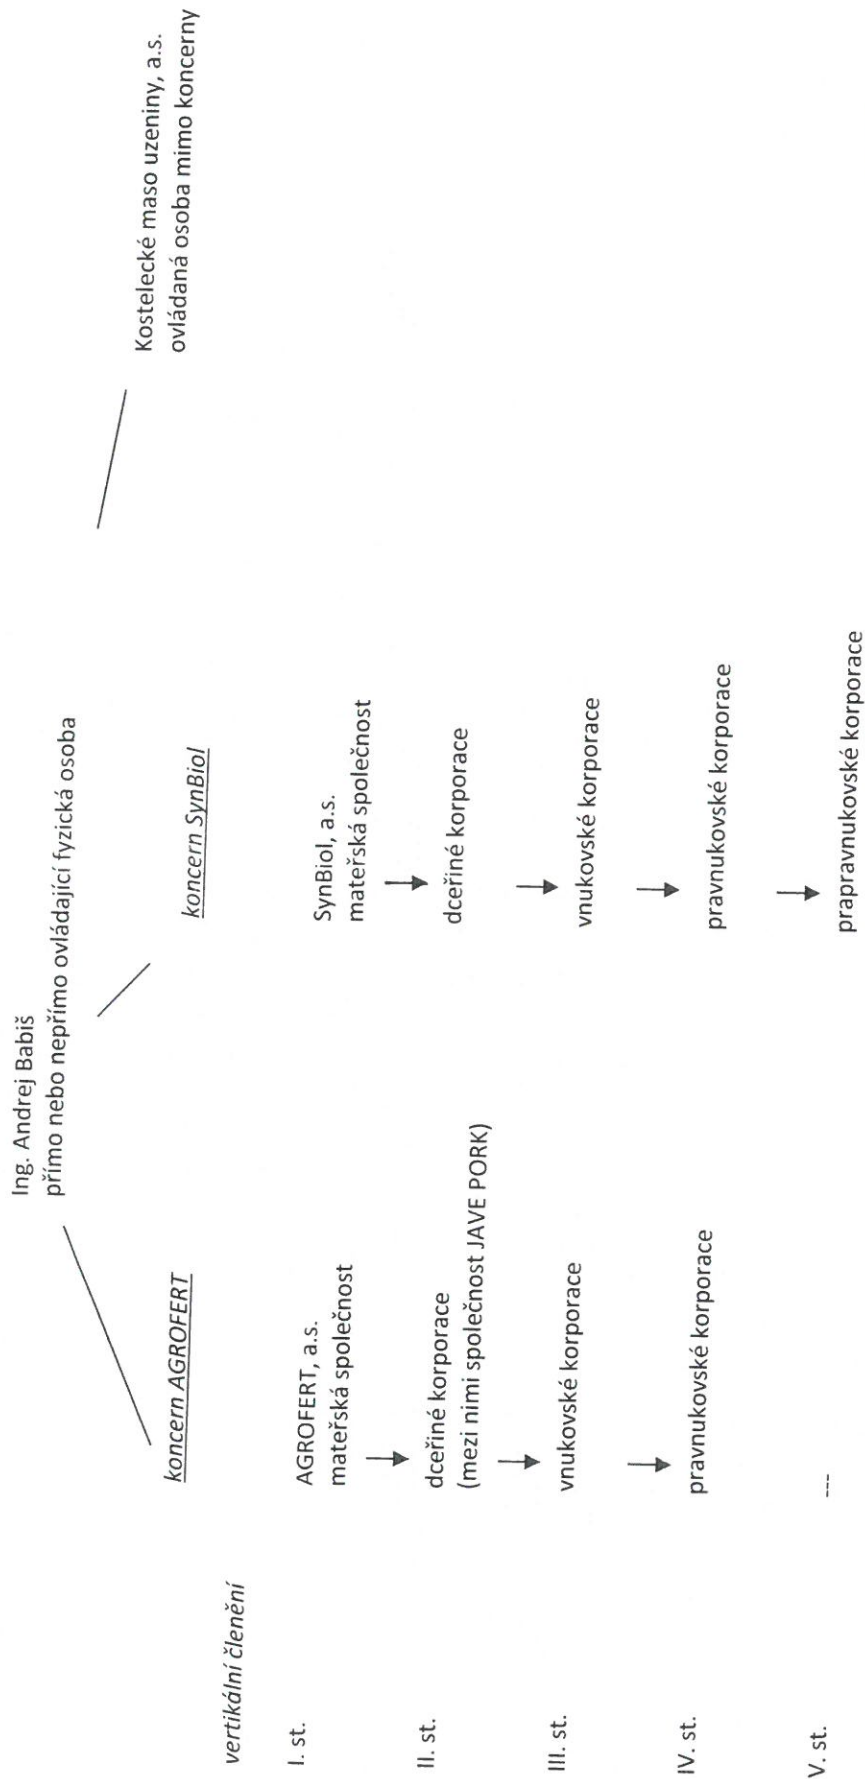 Ing. Andrej Babiš
přímo nebo nepřímo ovládající fyzická osoba
koncern AGROFERT
koncern SynBiol
Kostelecké maso uzeniny, a.s.
ovládaná osoba mimo koncerny
vertikální členění
I. st.
AGROFERT, a.s.
mateřská společnost
SynBiol, a.s.
mateřská společnost
II. st.
dceřiné korporace
(mezi nimi společnost JAVE PORK)
dceřiné korporace
III. st.
vnukovské korporace
vnukovské korporace
IV. st.
pravnukovské korporace
pravnukovské korporace
V. st.
---
prapravnukovské korporace